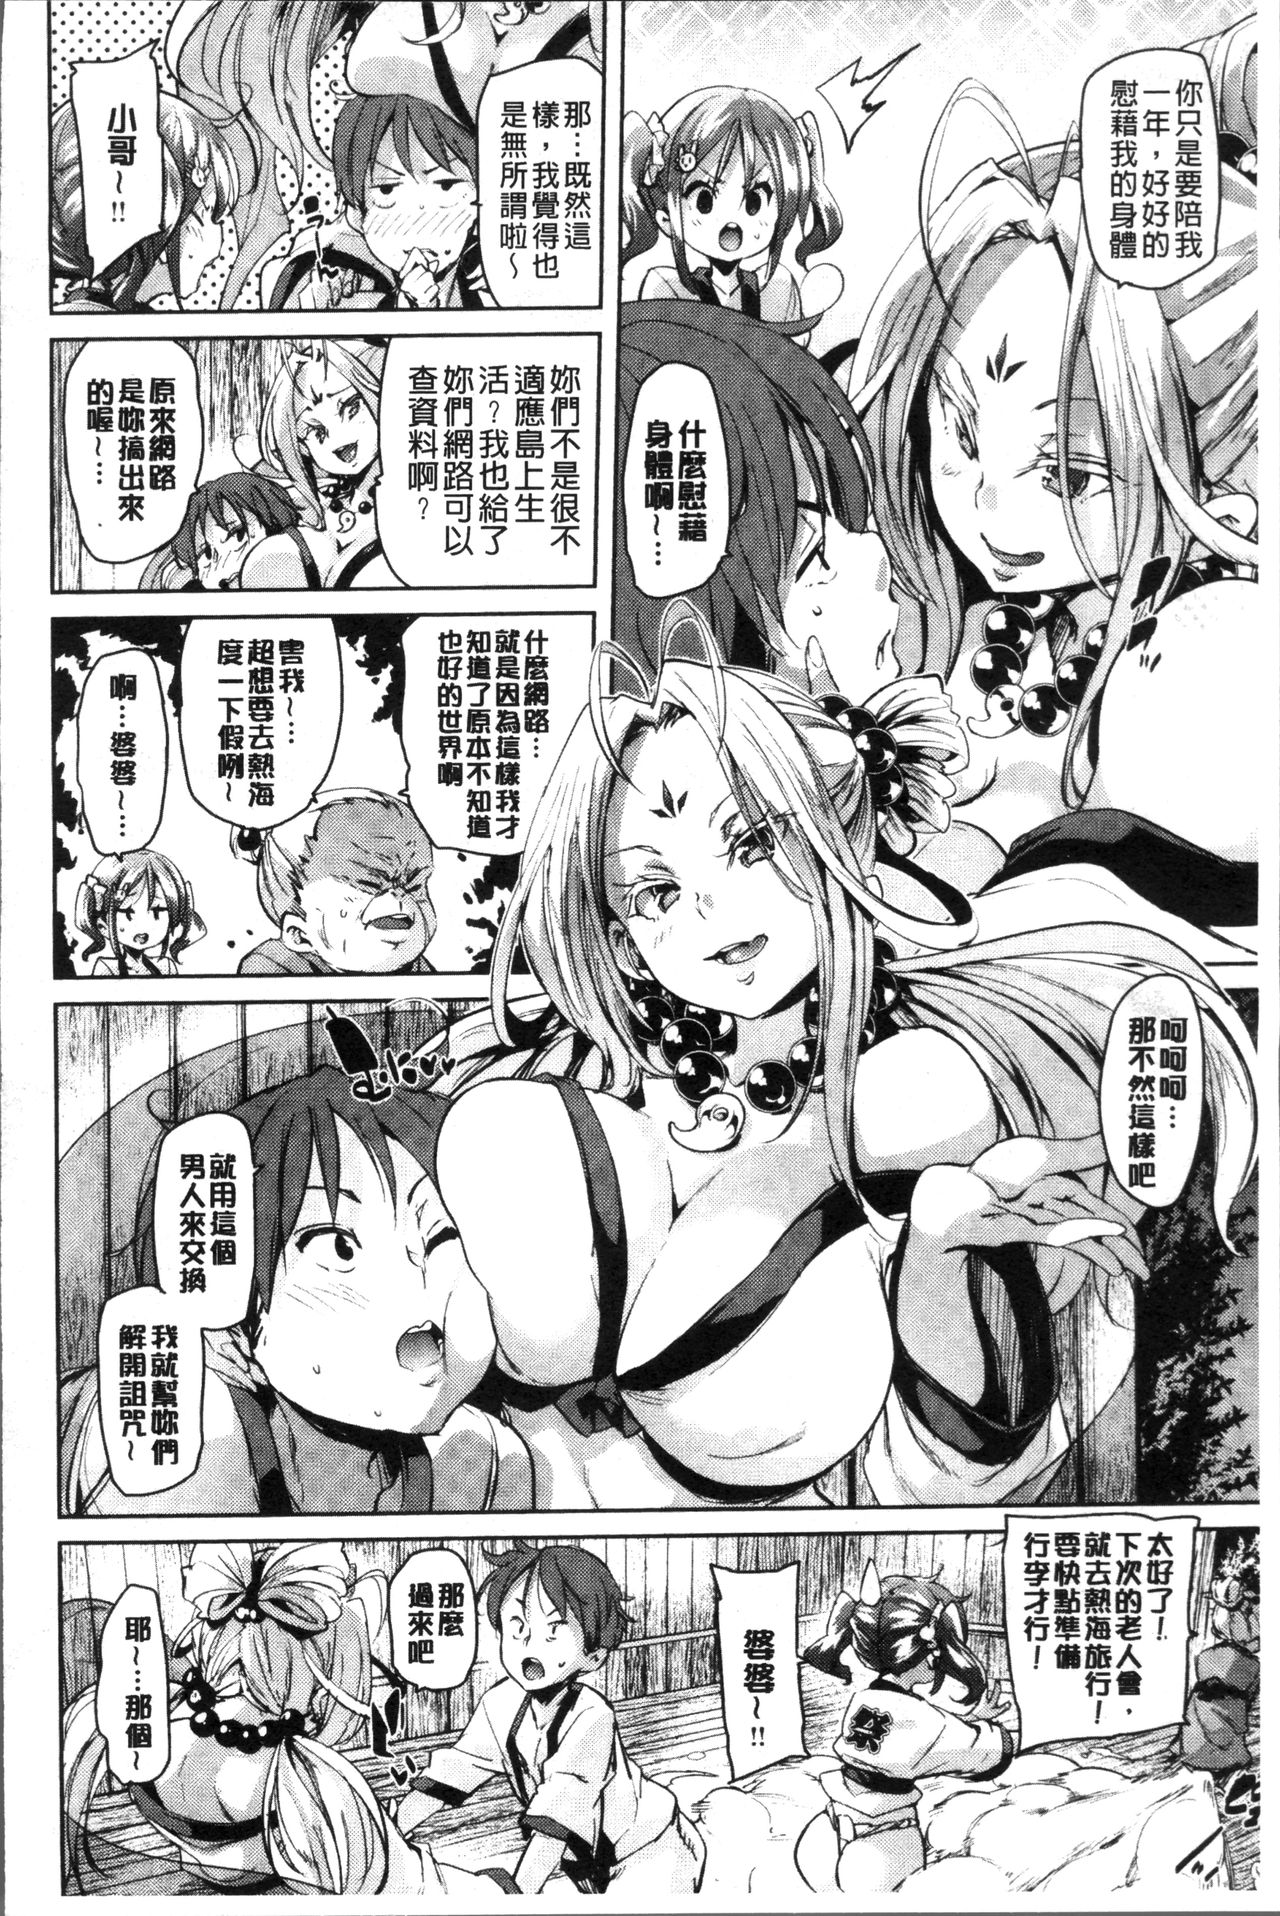 你只是要陪我
一年，好好的
慰藉我的身體
什麼慰藉
身體啊～…
那…既然這
樣，我覺得也
是無所謂啦～
小哥～!!
妳們不是很不
適應島上生
活？我也給了
妳們網路可以
查資料啊？
原來網路
是妳搞出來
的喔～…
什麼網路…
就是因為這樣我才
知道了原本不知道
也好的世界啊
害我～…
超想要去熱海
度一下假咧～
啊…婆婆～……
呵呵呵…
那不然這樣吧
就用這個
男人來交換
我就幫妳們
解開詛咒～
太好了！
下次的老人會，
就去熱海旅行！
要快點準備
行李才行！
婆婆～!!
祭
那麼
過來吧
耶～…那個～